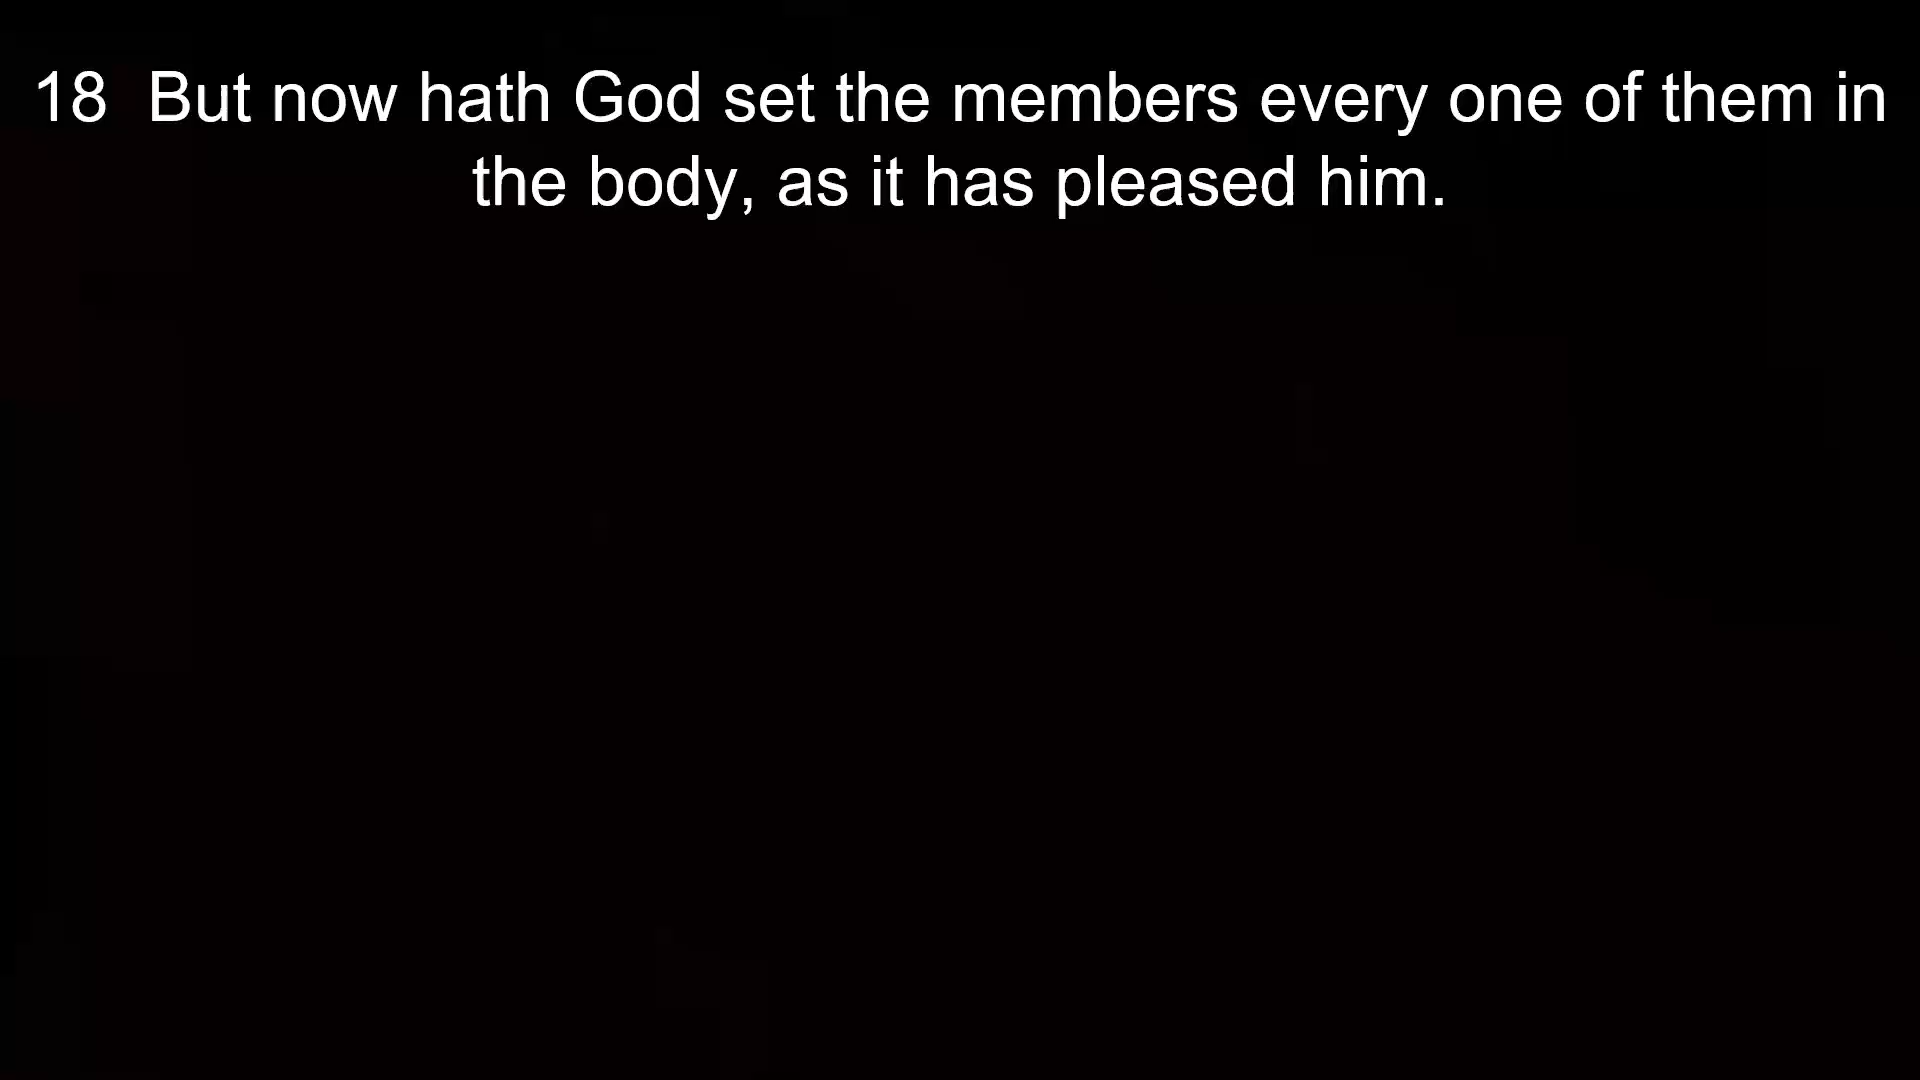 18  But now hath God set the members every one of them in
the body, as it has pleased him.